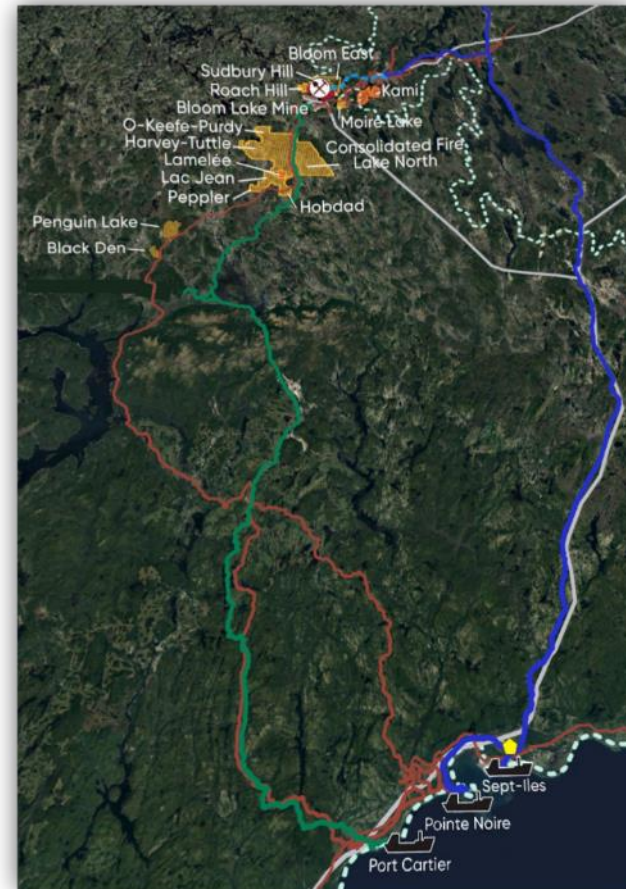 Bloom East
Sudbury Hill
Roach Hill
Kami
Bloom Lake Mine
Moiré Lake
O-Keefe-Purdy
Harvey-Tuttle
Consolidated Fire
Lake North
Lamelée
Lac Jean
Peppler
Hobdad
Penguin Lake
Black Den
Sept-Iles
Pointe Noire
Port Cartier